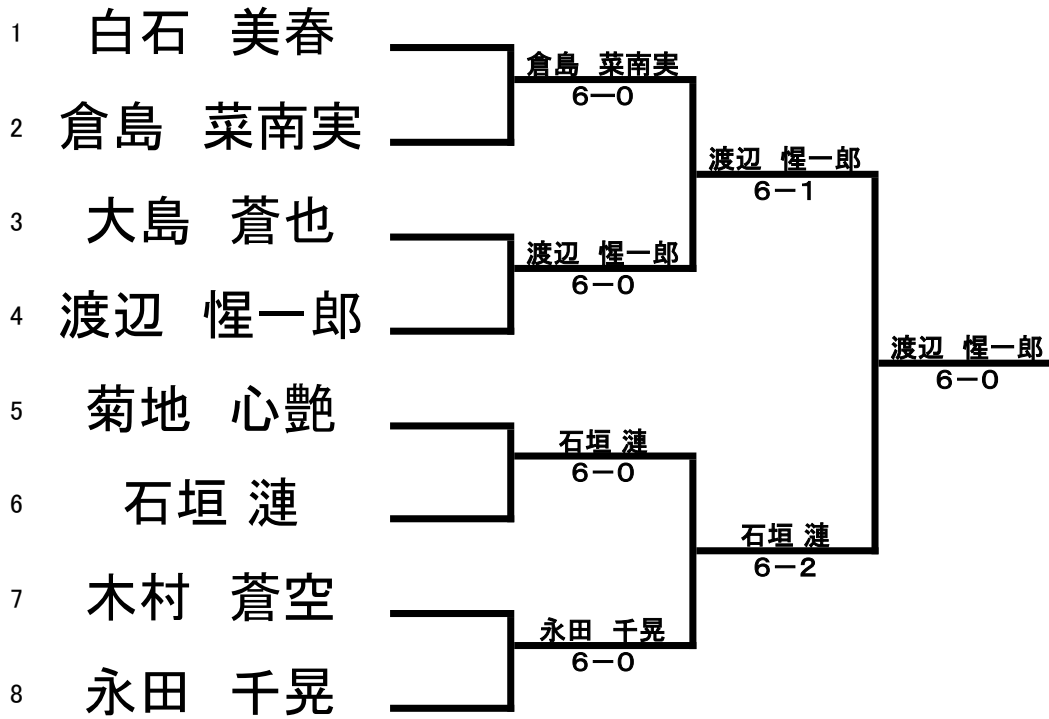 1 白石 美春
2 倉島 菜南実
3 大島 蒼也
4 渡辺 惺一郎
5 菊地 心艶
6 石垣 漣
7 木村 蒼空
8 永田 千晃
倉島 菜南実
6－0
渡辺 惺一郎
6－0
石垣 漣
6－0
永田 千晃
6－0
渡辺 惺一郎
6－1
石垣 漣
6－2
渡辺 惺一郎
6－0